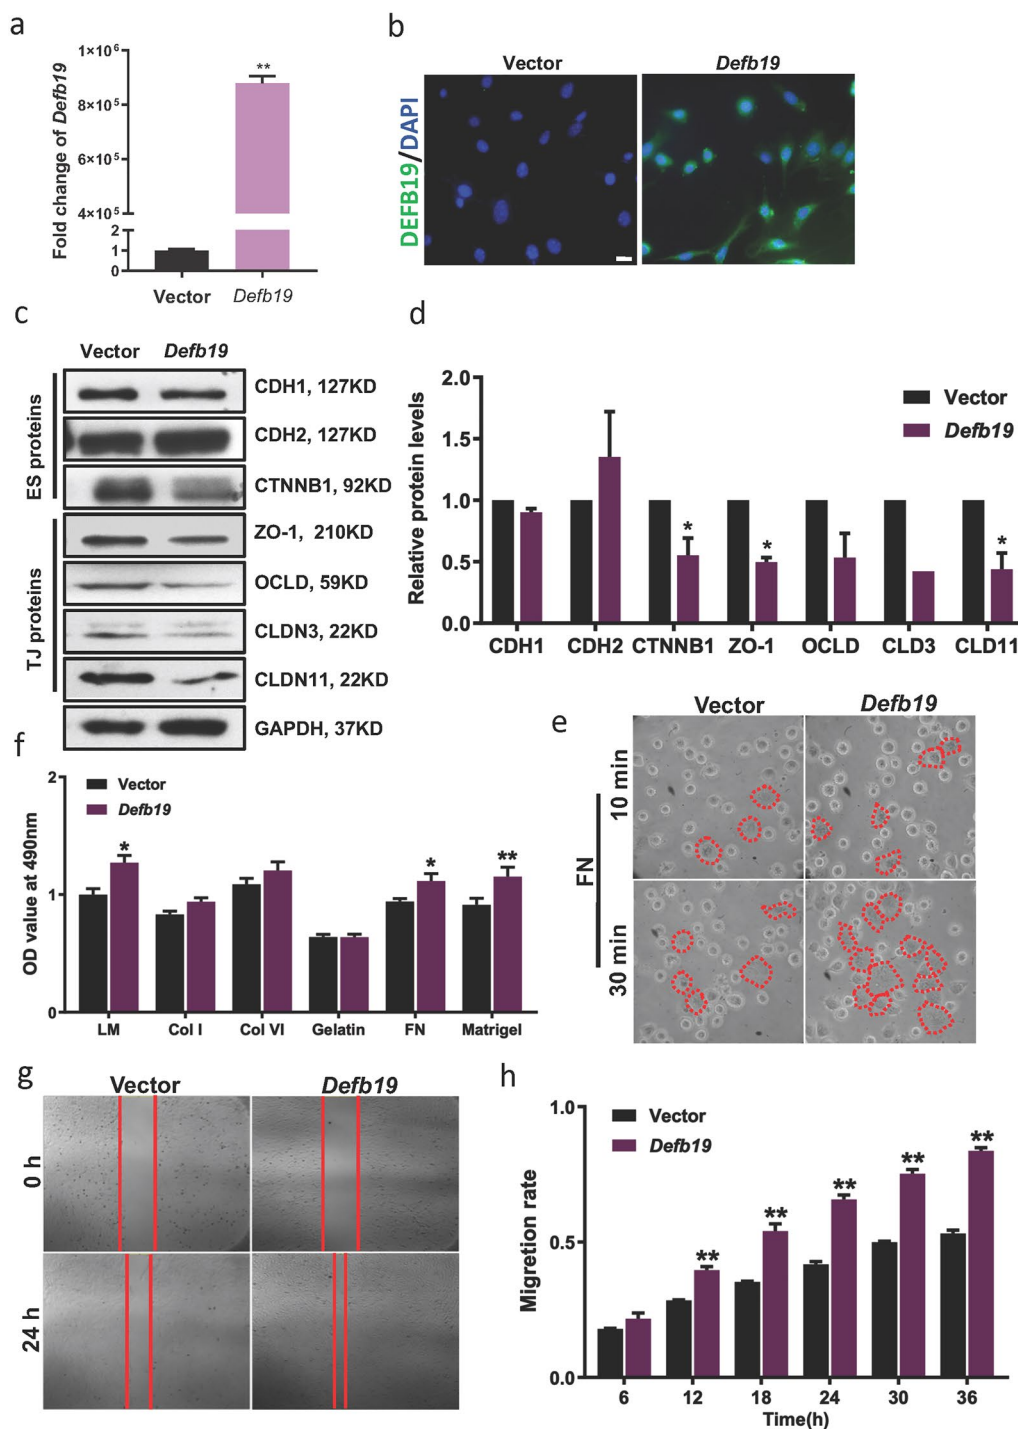 a
Fold change of Defb19
1×10⁶
8×10⁵
6×10⁵
4×10⁵
2
1
0
**
Vector
Defb19
b
Vector
Defb19
DEFB19/DAPI
c
Vector
Defb19
ES proteins
TJ proteins
CDH1, 127KD
CDH2, 127KD
CTNNB1, 92KD
ZO-1, 210KD
OCLD, 59KD
CLDN3, 22KD
CLDN11, 22KD
GAPDH, 37KD
d
Relative protein levels
2.0
1.5
1.0
0.5
0.0
Vector
Defb19
* * *
CDH1 CDH2 CTNNB1 ZO-1 OCLD CLD3 CLD11
e
Vector
Defb19
FN
10 min
30 min
f
OD value at 490nm
2
1
0
Vector
Defb19
* * **
LM Col I Col VI Gelatin FN Matrigel
g
Vector
Defb19
0 h
24 h
h
Migretion rate
1.0
0.5
0.0
Vector
Defb19
** ** ** ** **
6 12 18 24 30 36
Time(h)